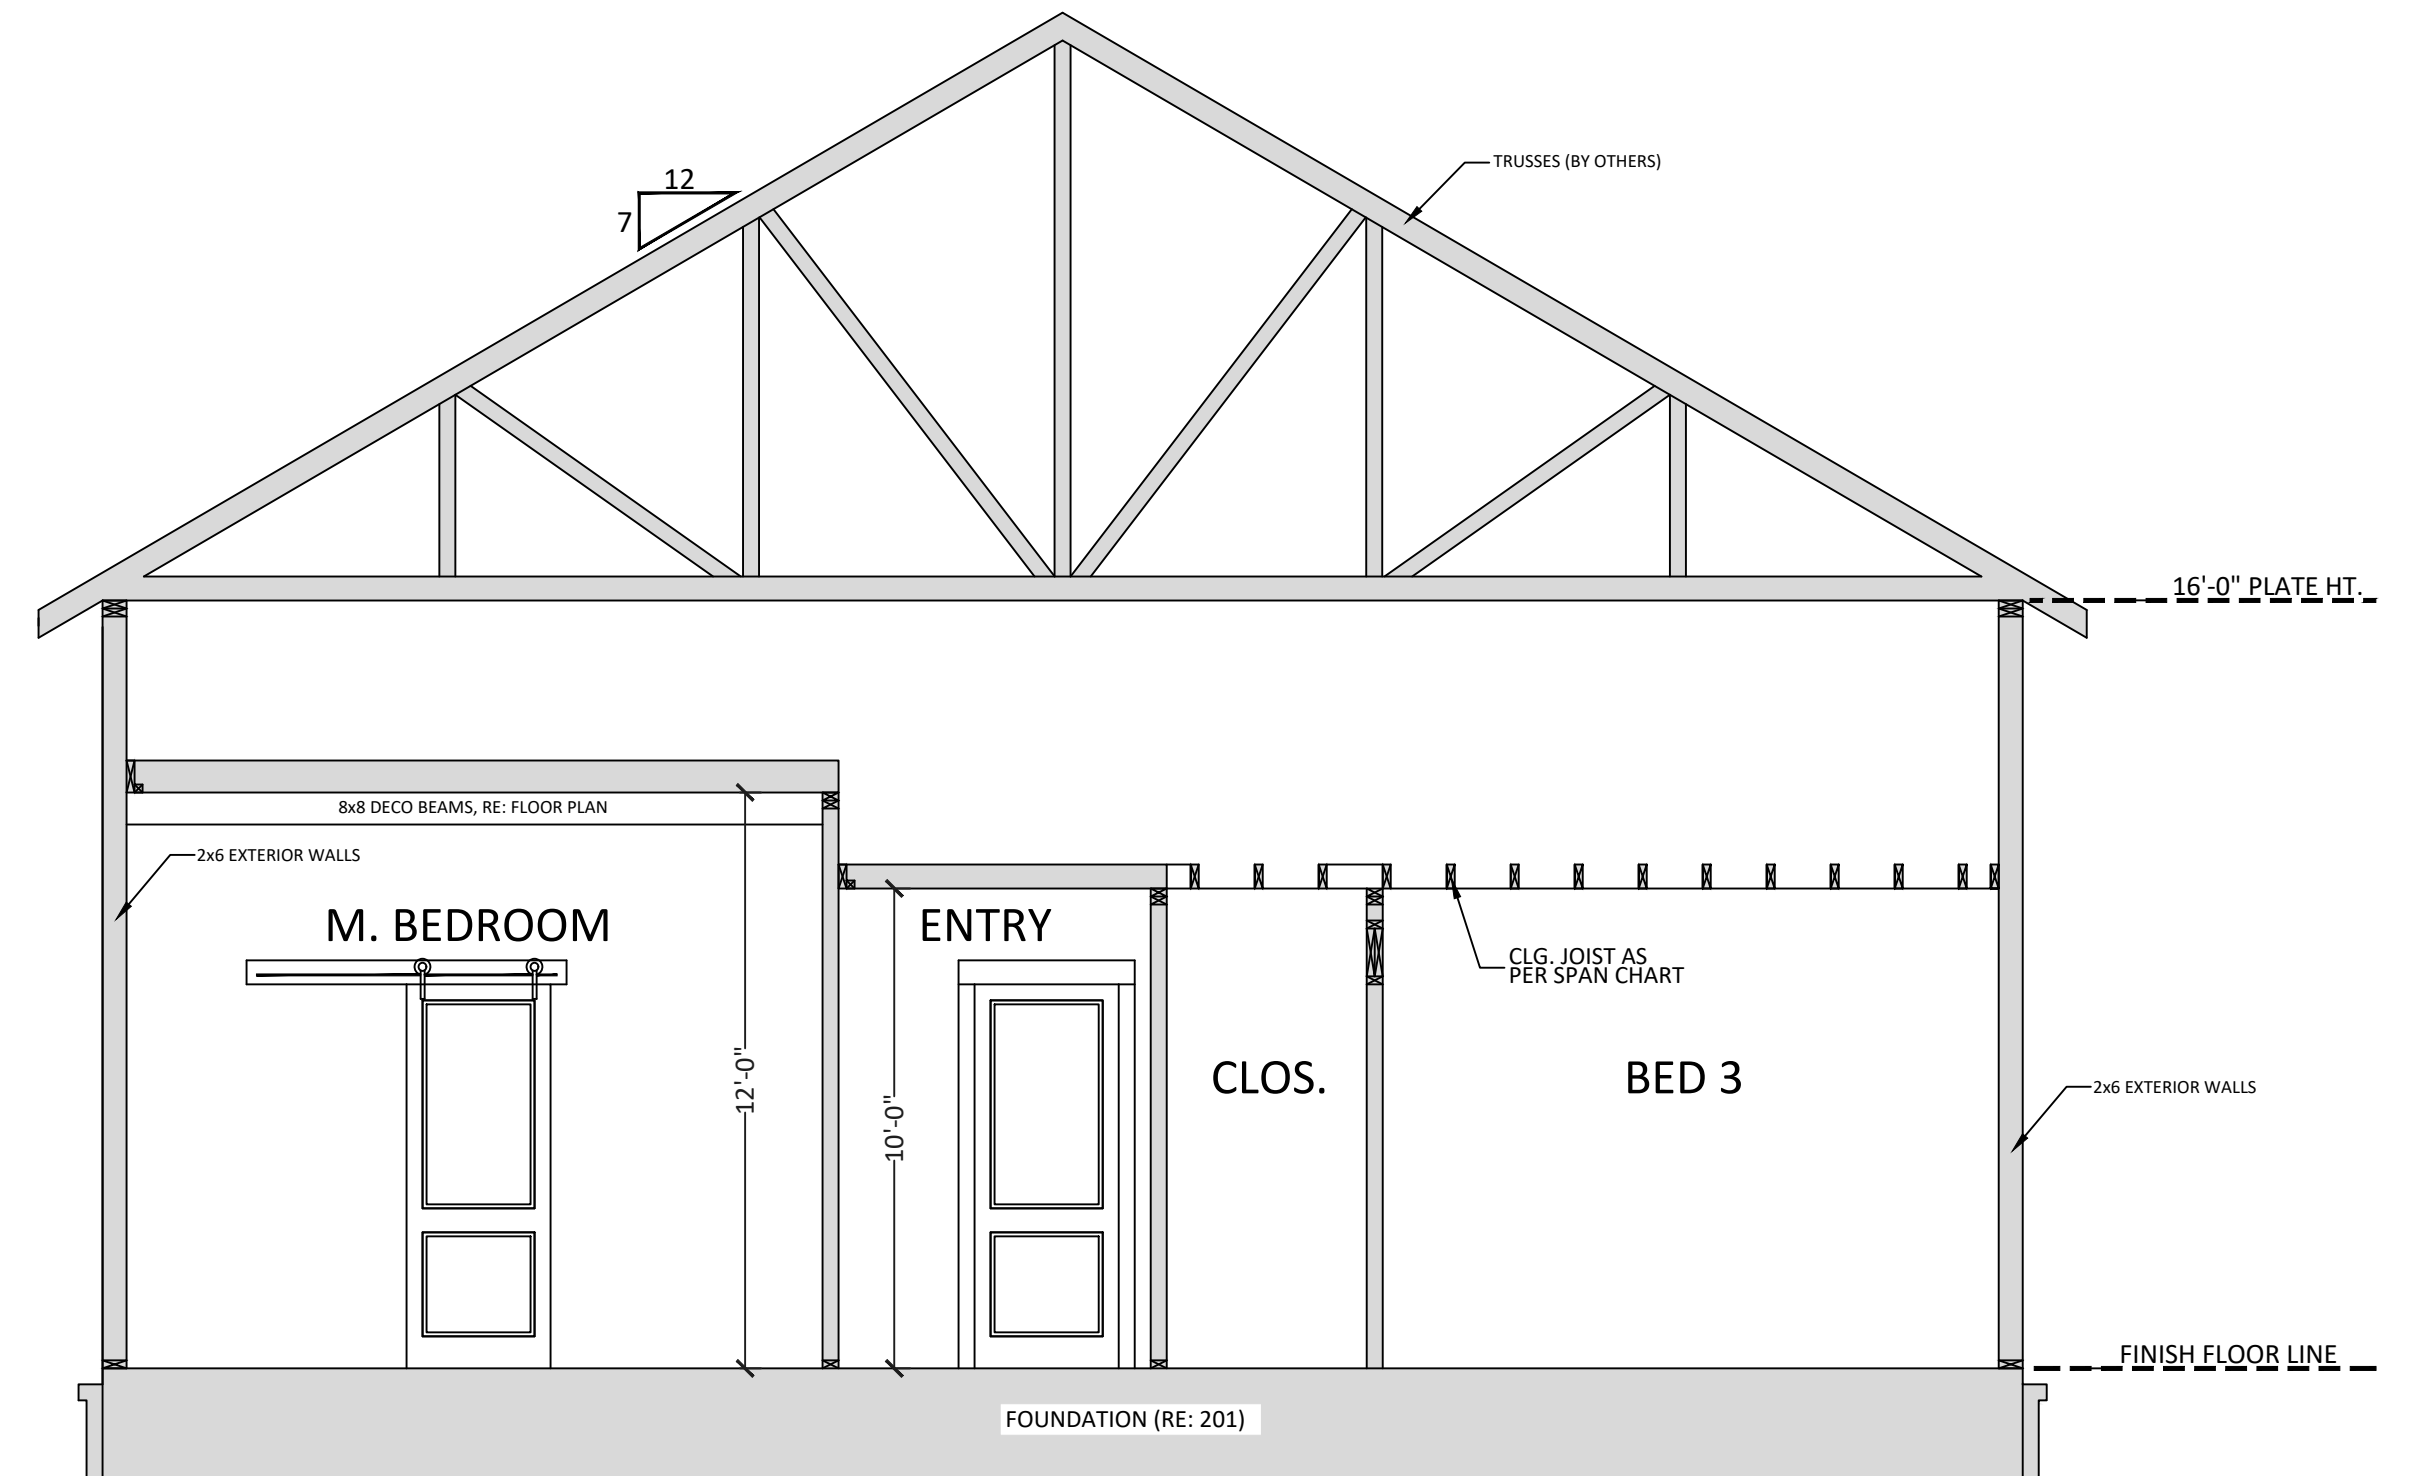 12
7
TRUSSES (BY OTHERS)
16'-0" PLATE HT.
8x8 DECO BEAMS, RE: FLOOR PLAN
2x6 EXTERIOR WALLS
M. BEDROOM
ENTRY
CLG. JOIST AS
PER SPAN CHART
12'-0"
10'-0"
CLOS.
BED 3
2x6 EXTERIOR WALLS
FINISH FLOOR LINE
FOUNDATION (RE: 201)